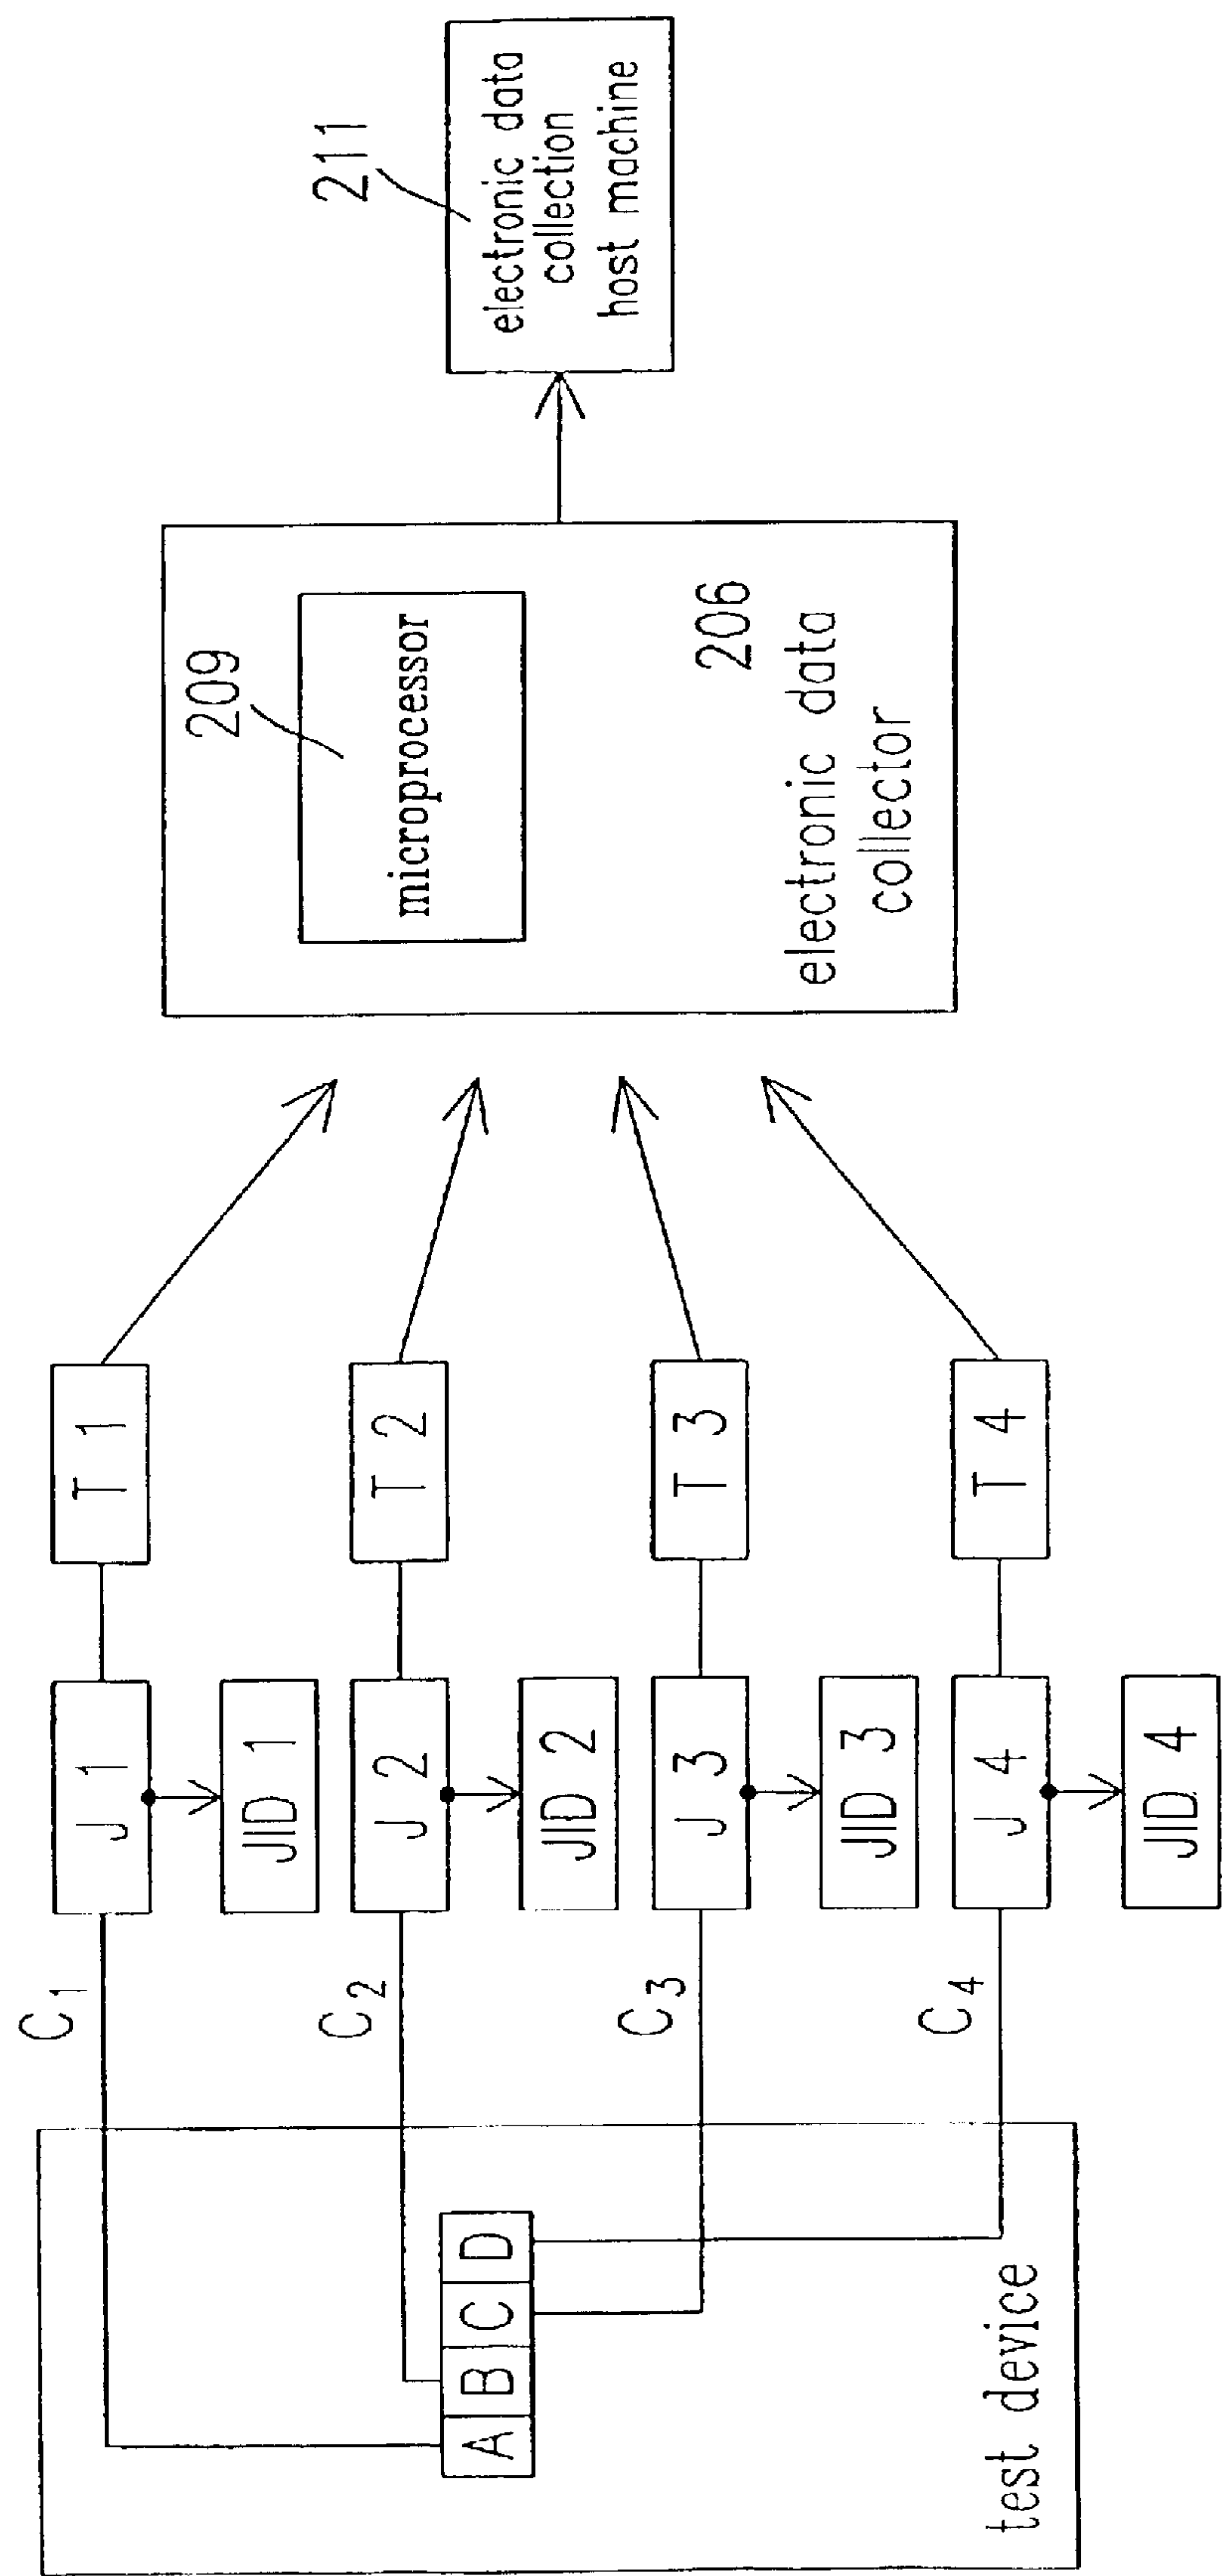 C1
J 1
T 1
JID 1
C2
J 2
T 2
JID 2
C3
J 3
T 3
JID 3
C4
J 4
T 4
JID 4
A B C D
test device
209
microprocessor
206
electronic data
collector
211
electronic data
collection
host machine